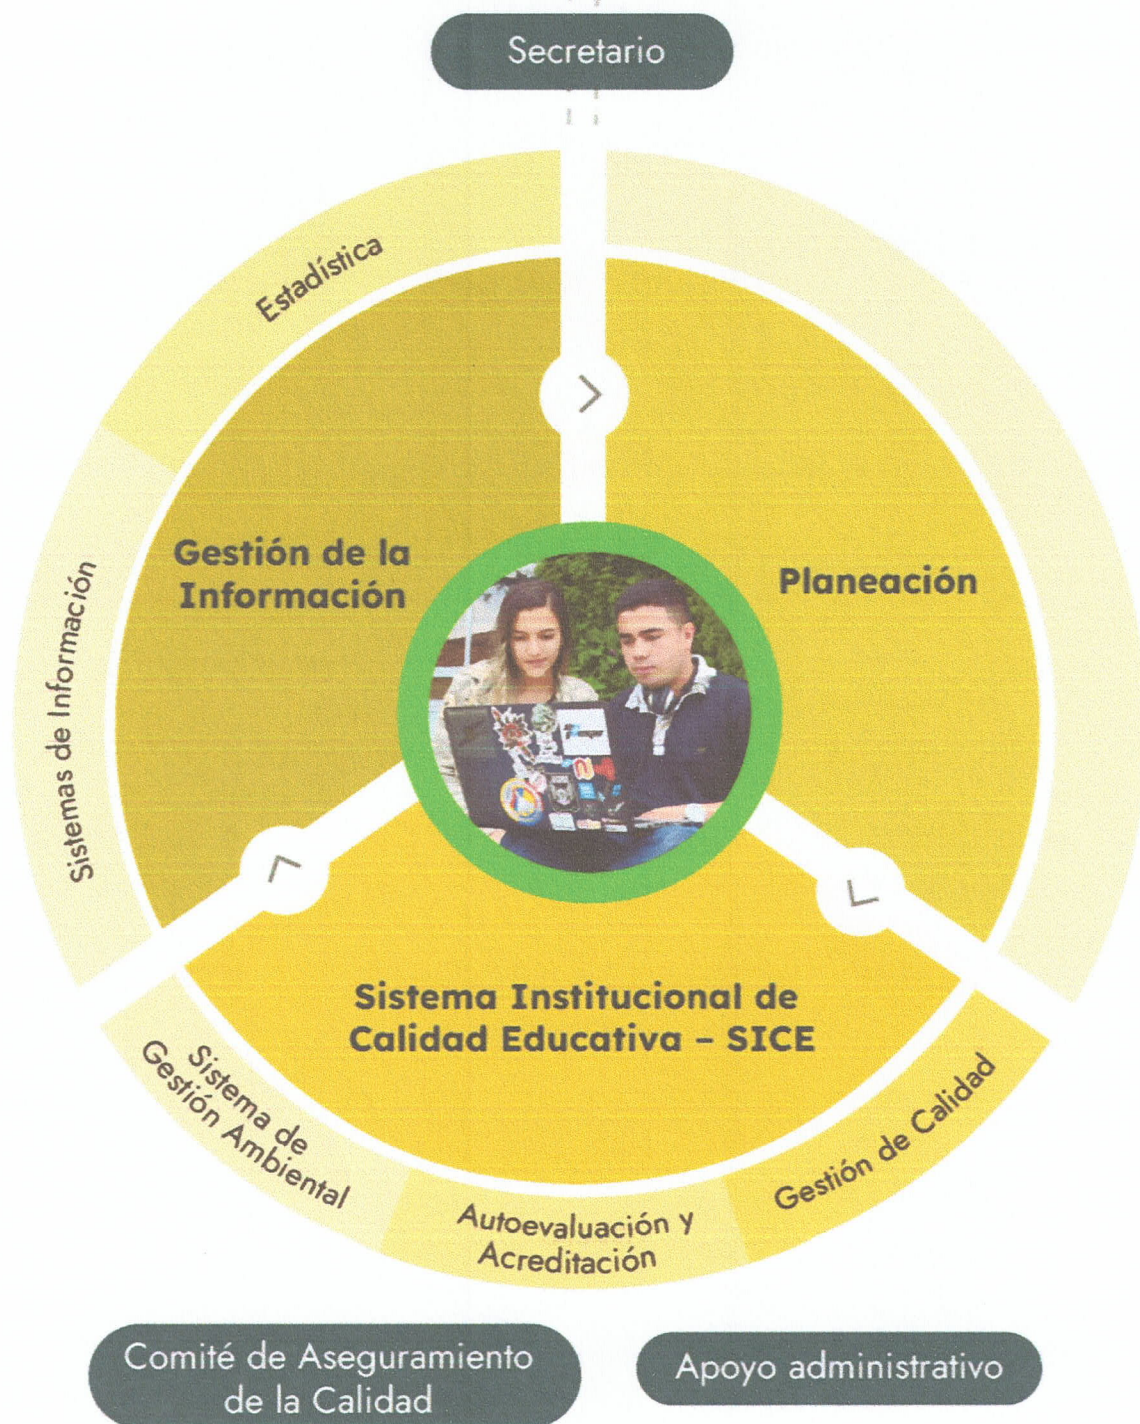 Secretario
Estadística
Sistemas de Información
Gestión de la
Información
Planeación
Sistema Institucional de
Calidad Educativa – SICE
Sistema de
Gestión Ambiental
Autoevaluación y
Acreditación
Gestión de Calidad
Comité de Aseguramiento
de la Calidad
Apoyo administrativo